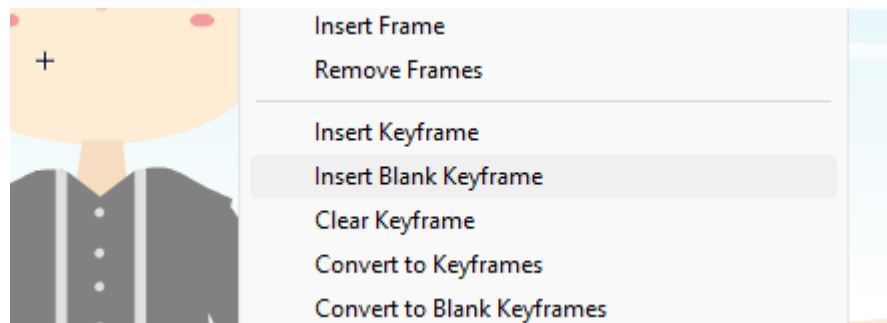 Insert Frame
Remove Frames
Insert Keyframe
Insert Blank Keyframe
Clear Keyframe
Convert to Keyframes
Convert to Blank Keyframes